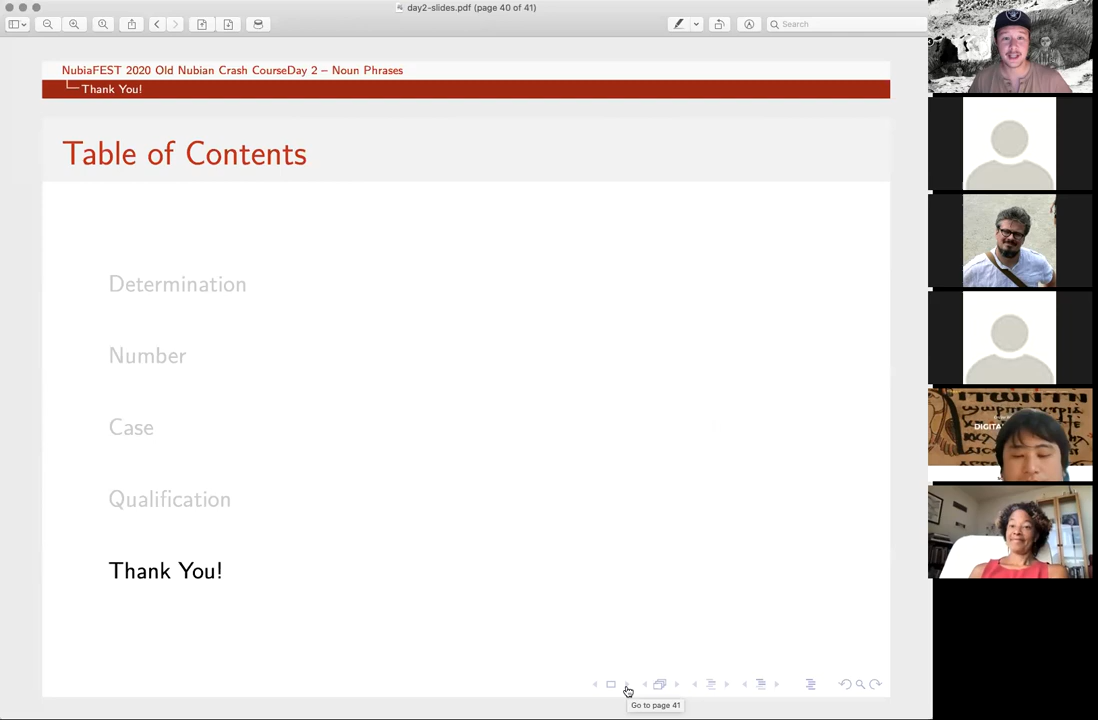 day2-slides.pdf (page 40 of 41)
Search
NubiaFEST 2020 Old Nubian Crash CourseDay 2 – Noun Phrases
Thank You!
Table of Contents
Determination
Number
Case
Qualification
Thank You!
Go to page 41
DIGITA